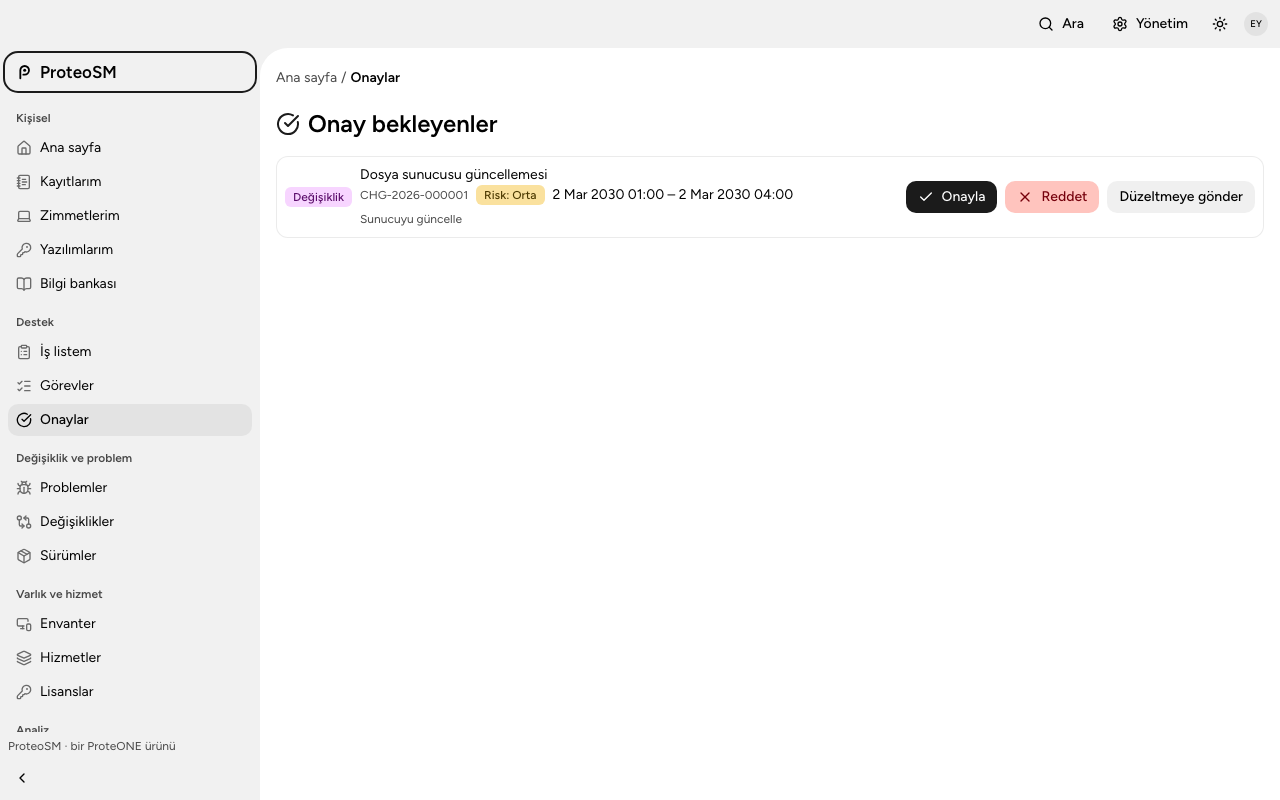 Ara
Yönetim
EY
ProteoSM
Kişisel
Ana sayfa
Kayıtlarım
Zimmetlerim
Yazılımlarım
Bilgi bankası
Destek
İş listem
Görevler
Onaylar
Değişiklik ve problem
Problemler
Değişiklikler
Sürümler
Varlık ve hizmet
Envanter
Hizmetler
Lisanslar
Analiz
ProteoSM · bir ProteONE ürünü
Ana sayfa / Onaylar
Onay bekleyenler
Değişiklik
Dosya sunucusu güncellemesi
CHG-2026-000001 Risk: Orta 2 Mar 2030 01:00 – 2 Mar 2030 04:00
Sunucuyu güncelle
Onayla
Reddet
Düzeltmeye gönder